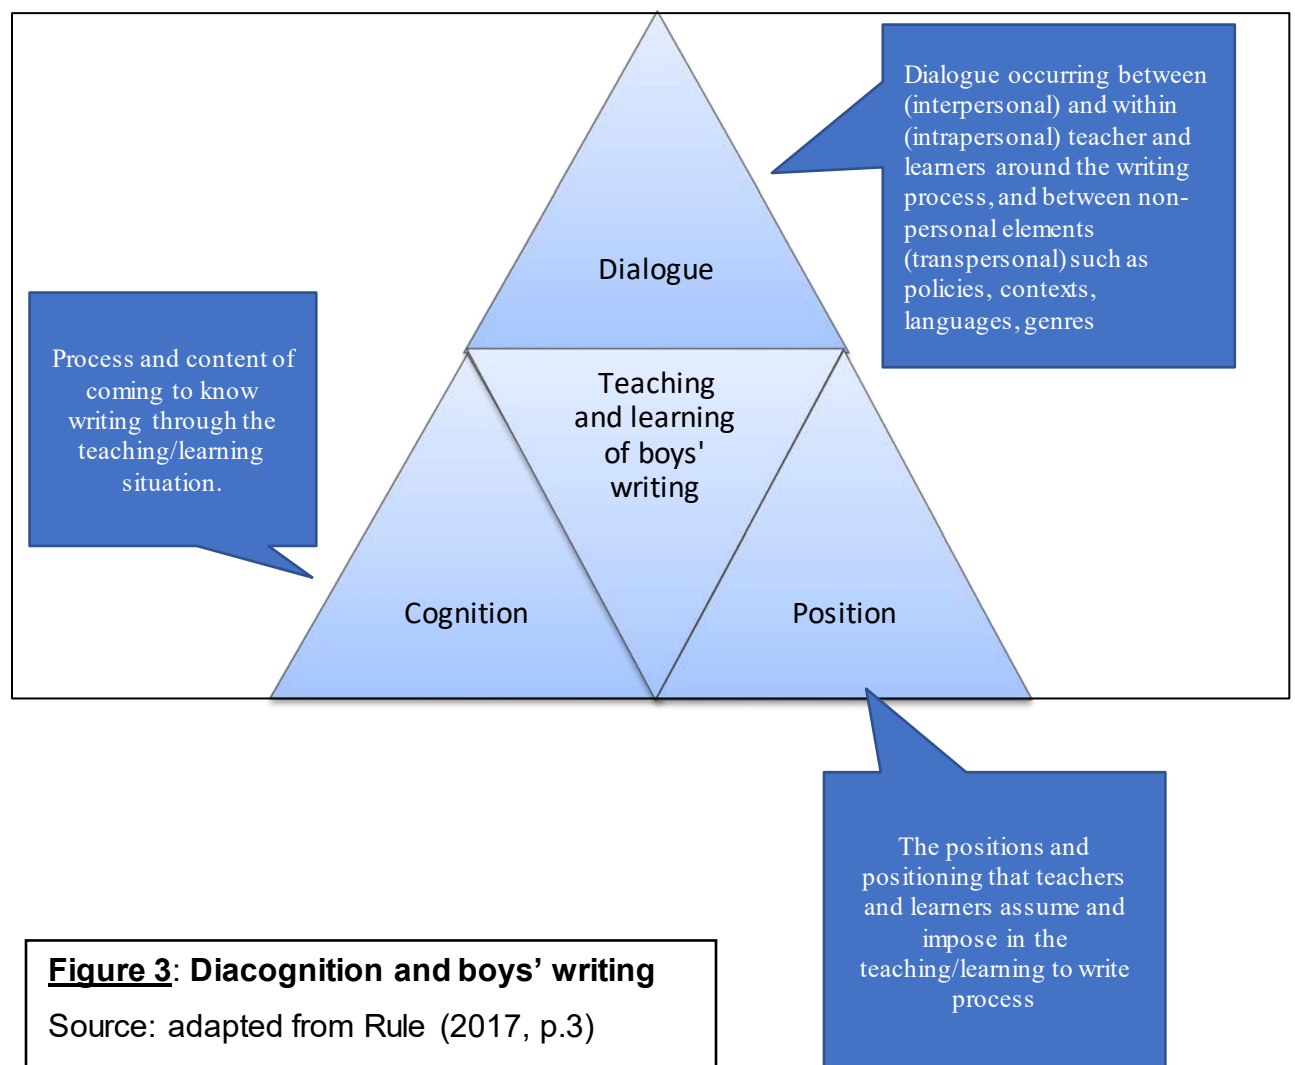 Dialogue occurring between
(interpersonal) and within
(intrapersonal) teacher and
learners around the writing
process, and between non-
personal elements
(transpersonal) such as
policies, contexts,
languages, genres
Dialogue
Process and content of
coming to know
writing through the
teaching/learning
situation.
Teaching
and learning
of boys'
writing
Cognition
Position
The positions and
positioning that teachers
and learners assume and
impose in the
teaching/learning to write
process
Figure 3: Diacognition and boys’ writing
Source: adapted from Rule (2017, p.3)